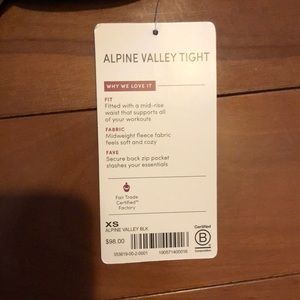 ALPINE VALLEY TIGHT
WHY WE LOVE IT
FIT
Fitted with a mid-rise
waist that supports all
of your workouts
FABRIC
Midweight fleece fabric
feels soft and cozy
FAVE
Secure back zip pocket
stashes your essentials
Fair Trade
Certified™
Factory
XS
ALPINE VALLEY BLK
$98.00
Certified
B
Corporation